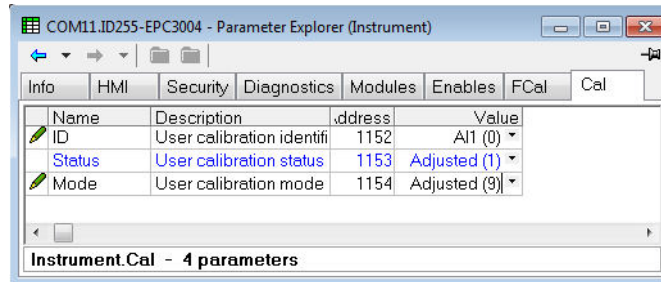 COM11.ID255-EPC3004 - Parameter Explorer (Instrument)
Info HMI Security Diagnostics Modules Enables FCal Cal
Name Description Address Value
ID User calibration identifi 1152 AI1 (0)
Status User calibration status 1153 Adjusted (1)
Mode User calibration mode 1154 Adjusted (9)
Instrument.Cal - 4 parameters